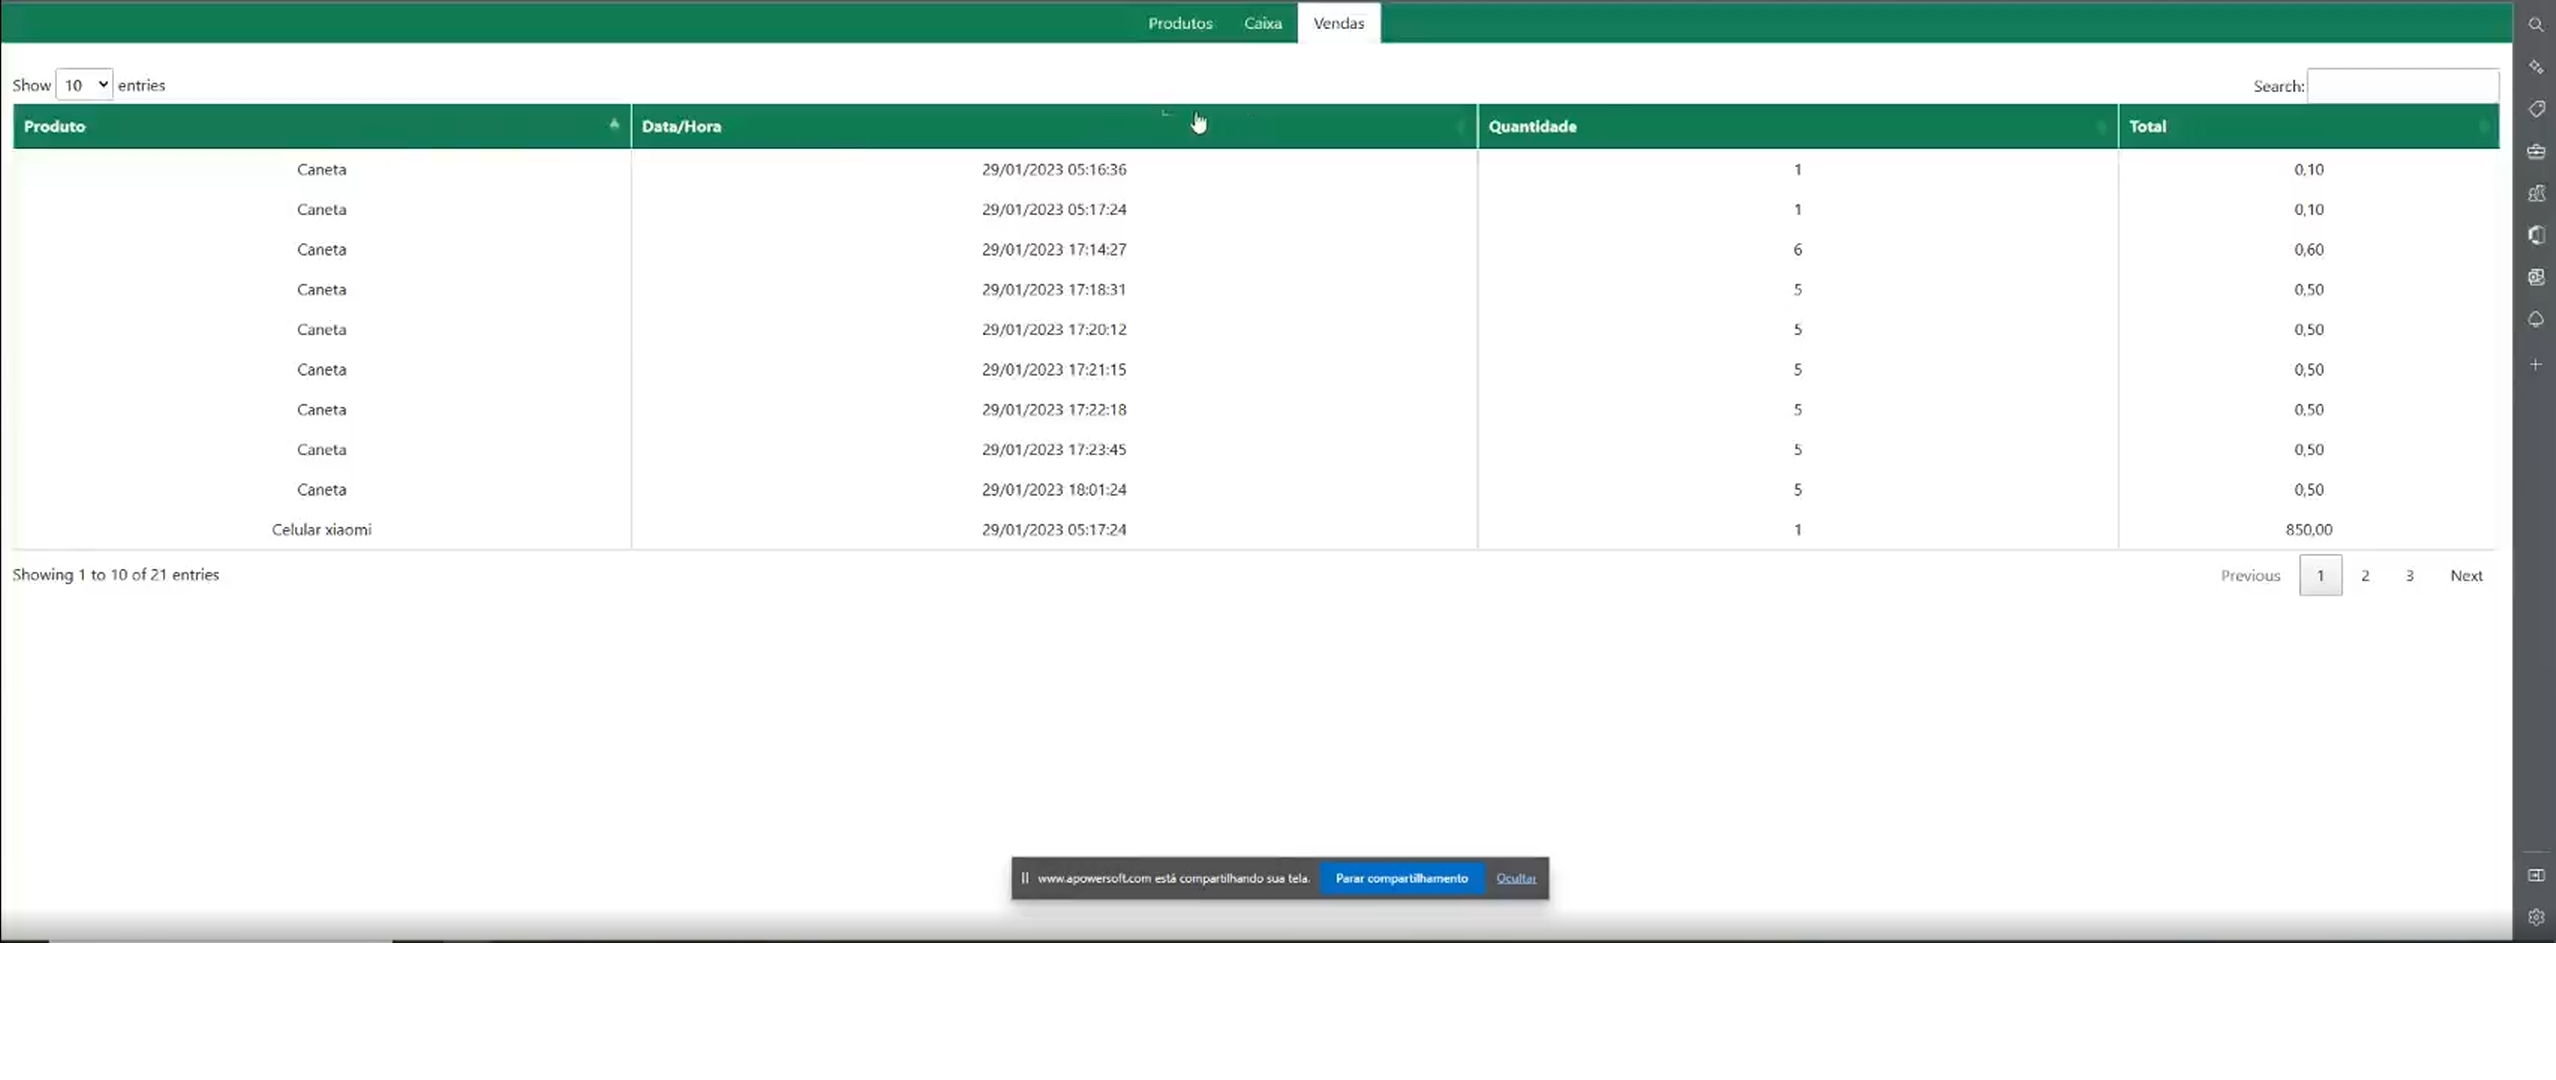 Produtos Caixa Vendas
Show 10 entries Search:
Produto Data/Hora Quantidade Total
Caneta 29/01/2023 05:16:36 1 0,10
Caneta 29/01/2023 05:17:24 1 0,10
Caneta 29/01/2023 17:14:27 6 0,60
Caneta 29/01/2023 17:18:31 5 0,50
Caneta 29/01/2023 17:20:12 5 0,50
Caneta 29/01/2023 17:21:15 5 0,50
Caneta 29/01/2023 17:22:18 5 0,50
Caneta 29/01/2023 17:23:45 5 0,50
Caneta 29/01/2023 18:01:24 5 0,50
Celular xiaomi 29/01/2023 05:17:24 1 850,00
Showing 1 to 10 of 21 entries Previous 1 2 3 Next
www.apowersoft.com está compartilhando sua tela. Parar compartilhamento Ocultar